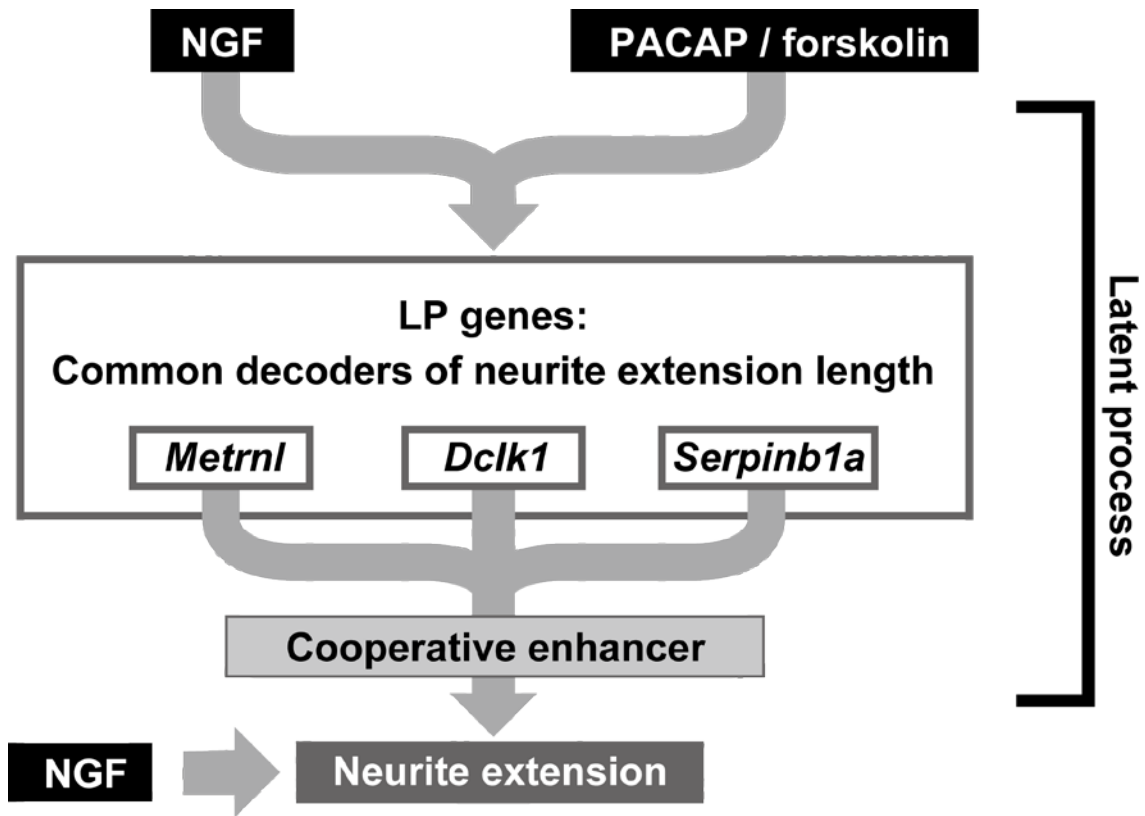 NGF
PACAP / forskolin
LP genes:
Common decoders of neurite extension length
Metrnl
Dclk1
Serpinb1a
Cooperative enhancer
NGF
Neurite extension
Latent process